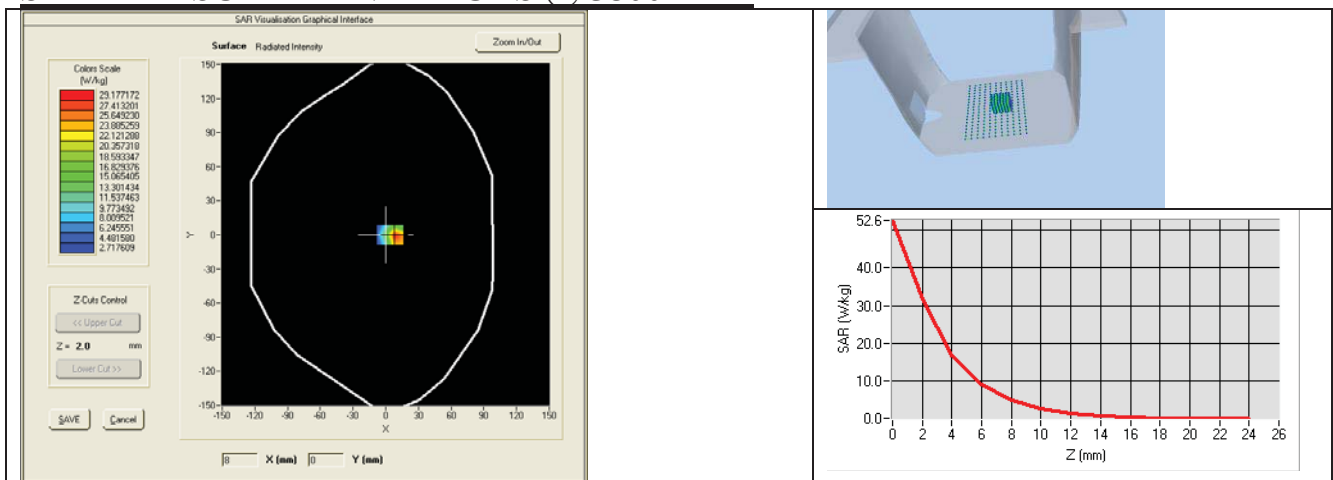 SAR Visualisation Graphical Interface
Surface Radiated Intensity
Zoom In/Out
Colors Scale
(W/kg)
29.177172
27.413201
25.649230
23.885259
22.121288
20.357318
18.593347
16.829376
15.065405
13.301434
11.537463
9.773492
8.009521
6.245551
4.481580
2.717609
Z-Cuts Control
<< Upper Cut
Z = 2.0 mm
Lower Cut >>
SAVE Cancel
150
120
90
60
30
Y 0
-30
-60
-90
-120
-150
-150 -120 -90 -60 -30 0 30 60 90 120 150
X
8 X (mm) 0 Y (mm)
52.6
40.0
30.0
20.0
10.0
0.0
SAR (W/kg)
0 2 4 6 8 10 12 14 16 18 20 22 24 26
Z (mm)